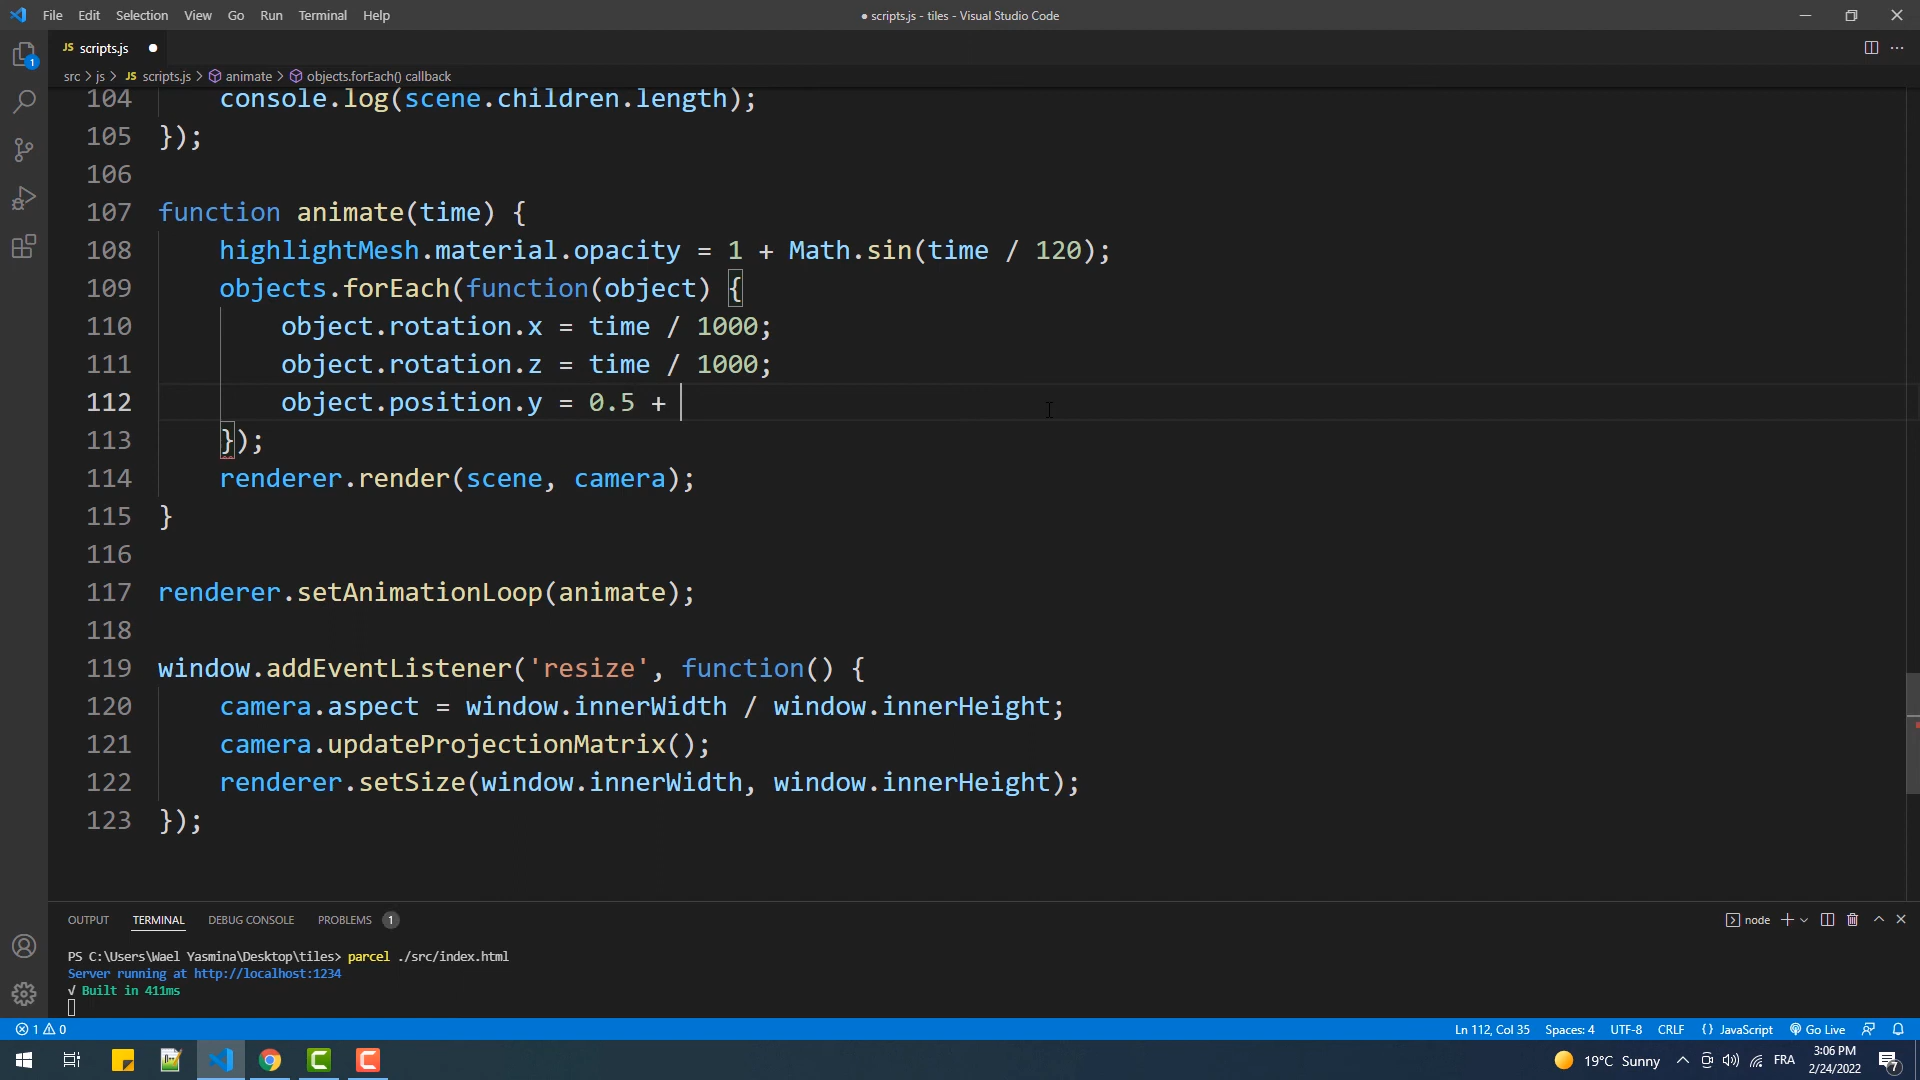 File Edit Selection View Go Run Terminal Help ● scripts.js - tiles - Visual Studio Code
JS scripts.js ●
src > js > JS scripts.js > animate > objects.forEach() callback
104 console.log(scene.children.length);
105 });
106
107 function animate(time) {
108 highlightMesh.material.opacity = 1 + Math.sin(time / 120);
109 objects.forEach(function(object) {
110 object.rotation.x = time / 1000;
111 object.rotation.z = time / 1000;
112 object.position.y = 0.5 +
113 });
114 renderer.render(scene, camera);
115 }
116
117 renderer.setAnimationLoop(animate);
118
119 window.addEventListener('resize', function() {
120 camera.aspect = window.innerWidth / window.innerHeight;
121 camera.updateProjectionMatrix();
122 renderer.setSize(window.innerWidth, window.innerHeight);
123 });
OUTPUT TERMINAL DEBUG CONSOLE PROBLEMS 1 node
PS C:\Users\Wael Yasmina\Desktop\tiles> parcel ./src/index.html
Server running at http://localhost:1234
√ Built in 411ms
1 0 Ln 112, Col 35 Spaces: 4 UTF-8 CRLF {} JavaScript Go Live
19°C Sunny FRA 3:06 PM
2/24/2022 7
1